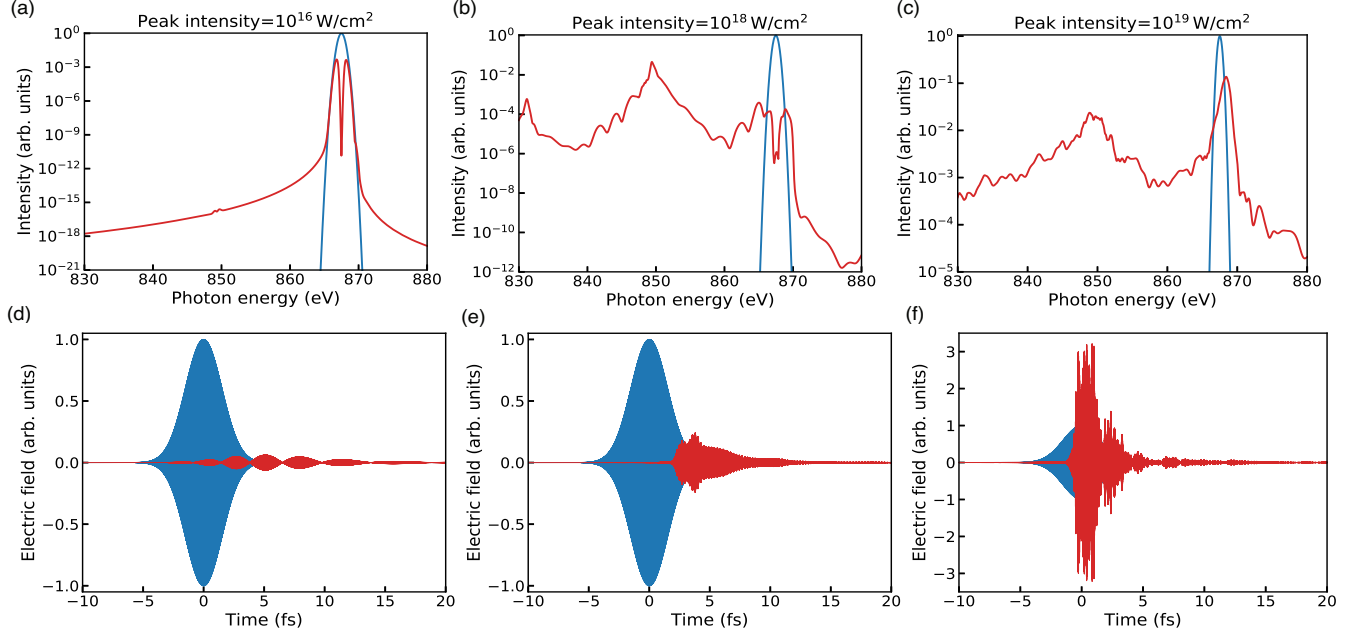 (a)
Peak intensity=10^16 W/cm^2
10^0
10^−3
10^−6
10^−9
10^−12
10^−15
10^−18
10^−21
Intensity (arb. units)
830 840 850 860 870 880
Photon energy (eV)
(b)
Peak intensity=10^18 W/cm^2
10^0
10^−2
10^−4
10^−6
10^−8
10^−10
10^−12
Intensity (arb. units)
830 840 850 860 870 880
Photon energy (eV)
(c)
Peak intensity=10^19 W/cm^2
10^0
10^−1
10^−2
10^−3
10^−4
10^−5
Intensity (arb. units)
830 840 850 860 870 880
Photon energy (eV)
(d)
1.0
0.5
0.0
−0.5
−1.0
Electric field (arb. units)
−10 −5 0 5 10 15 20
Time (fs)
(e)
1.0
0.5
0.0
−0.5
−1.0
Electric field (arb. units)
−10 −5 0 5 10 15 20
Time (fs)
(f)
3
2
1
0
−1
−2
−3
Electric field (arb. units)
−10 −5 0 5 10 15 20
Time (fs)